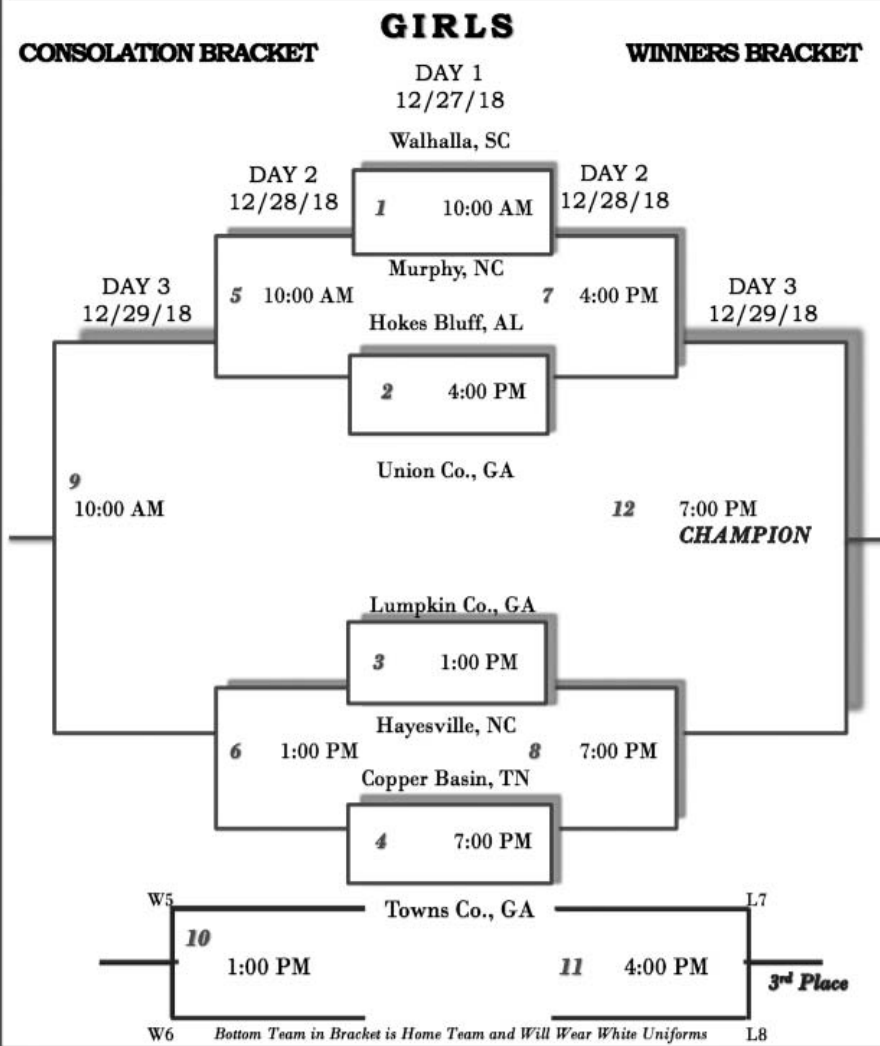 GIRLS
CONSOLATION BRACKET
WINNERS BRACKET
DAY 1
12/27/18
Walhalla, SC
DAY 2
12/28/18
1 10:00 AM
DAY 2
12/28/18
Murphy, NC
DAY 3
12/29/18
5 10:00 AM
7 4:00 PM
DAY 3
12/29/18
Hokes Bluff, AL
2 4:00 PM
Union Co., GA
9
10:00 AM
12 7:00 PM
CHAMPION
Lumpkin Co., GA
3 1:00 PM
Hayesville, NC
6 1:00 PM
8 7:00 PM
Copper Basin, TN
4 7:00 PM
W5
Towns Co., GA
L7
10
1:00 PM
11 4:00 PM
3rd Place
W6
Bottom Team in Bracket is Home Team and Will Wear White Uniforms
L8